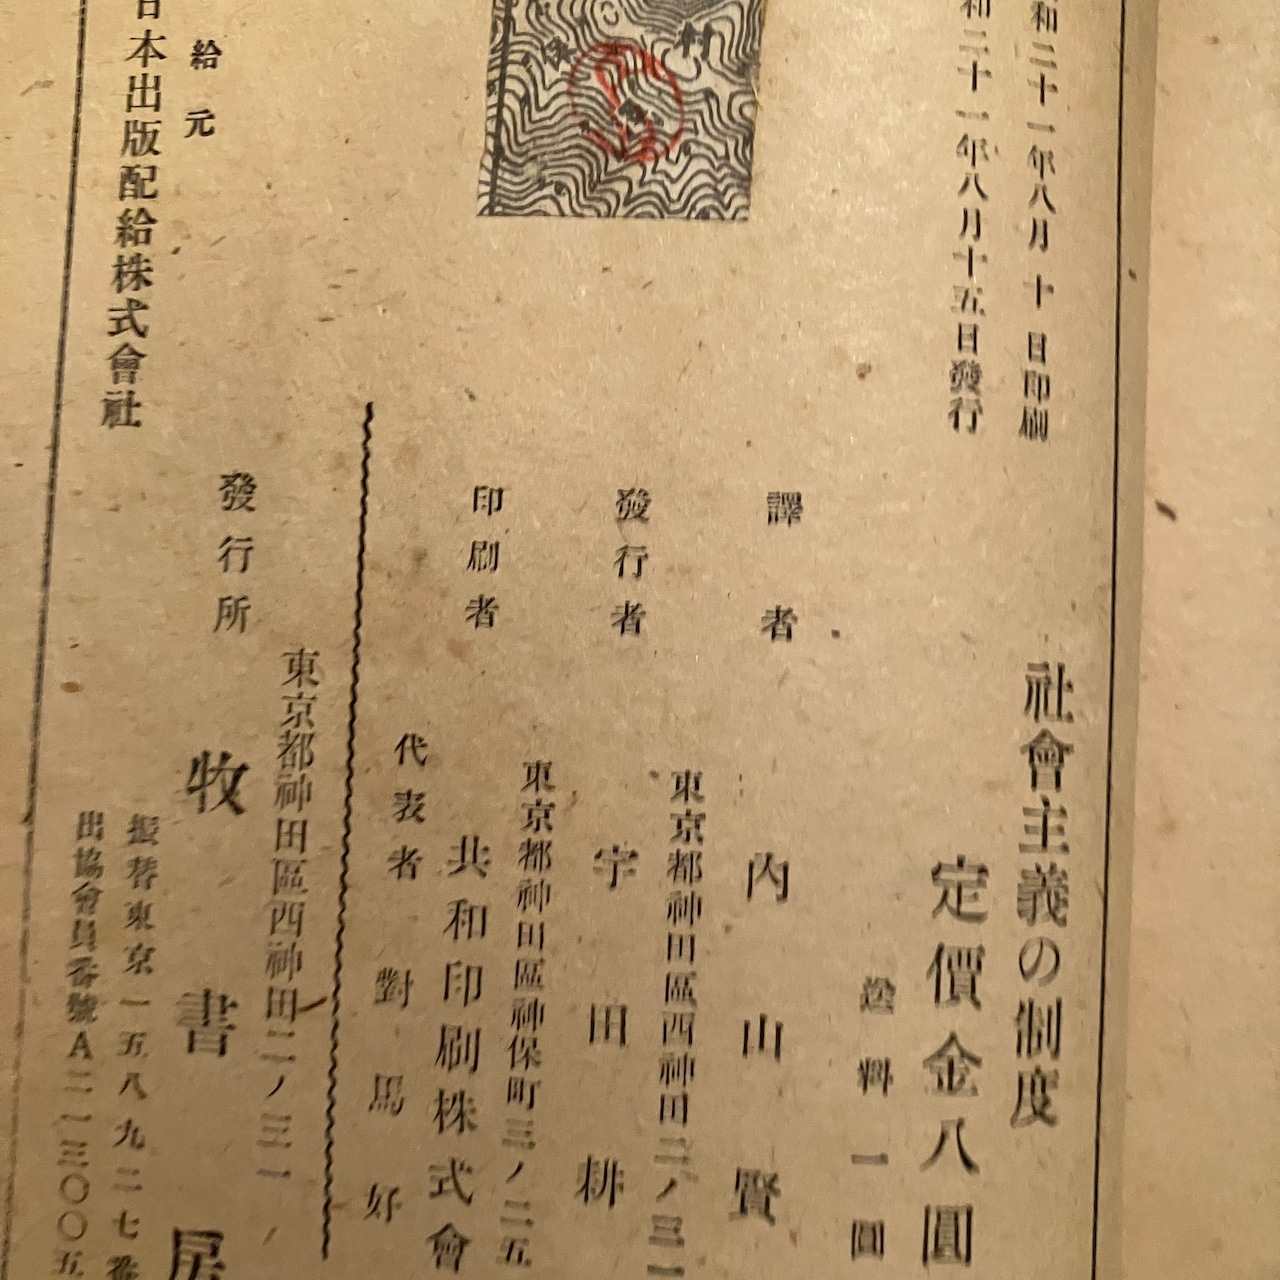 和二十一年八月十日印刷
和二十一年八月十五日發行
社會主義の制度
定價金八圓
送料一圓
譯者 內山賢
東京都神田區西神田二ノ三一
發行者 宇田耕
東京都神田區神保町三ノ二五
印刷者 共和印刷株式會
代表者 對馬好
東京都神田區西神田二ノ三一
發行所 牧書房
振替東京一五八九二七番
出協會員番號A二一三〇〇五
給元
日本出版配給株式會社